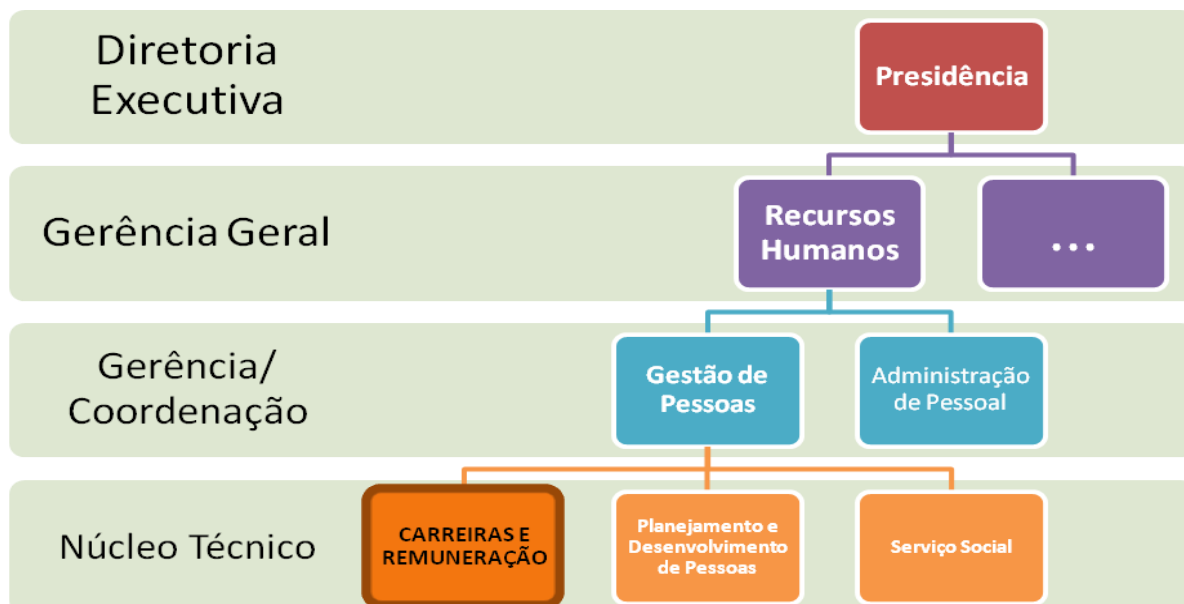 Diretoria
Executiva
Presidência
Gerência Geral
Recursos
Humanos
...
Gerência/
Coordenação
Gestão de
Pessoas
Administração
de Pessoal
Núcleo Técnico
CARREIRAS E
REMUNERAÇÃO
Planejamento e
Desenvolvimento
de Pessoas
Serviço Social